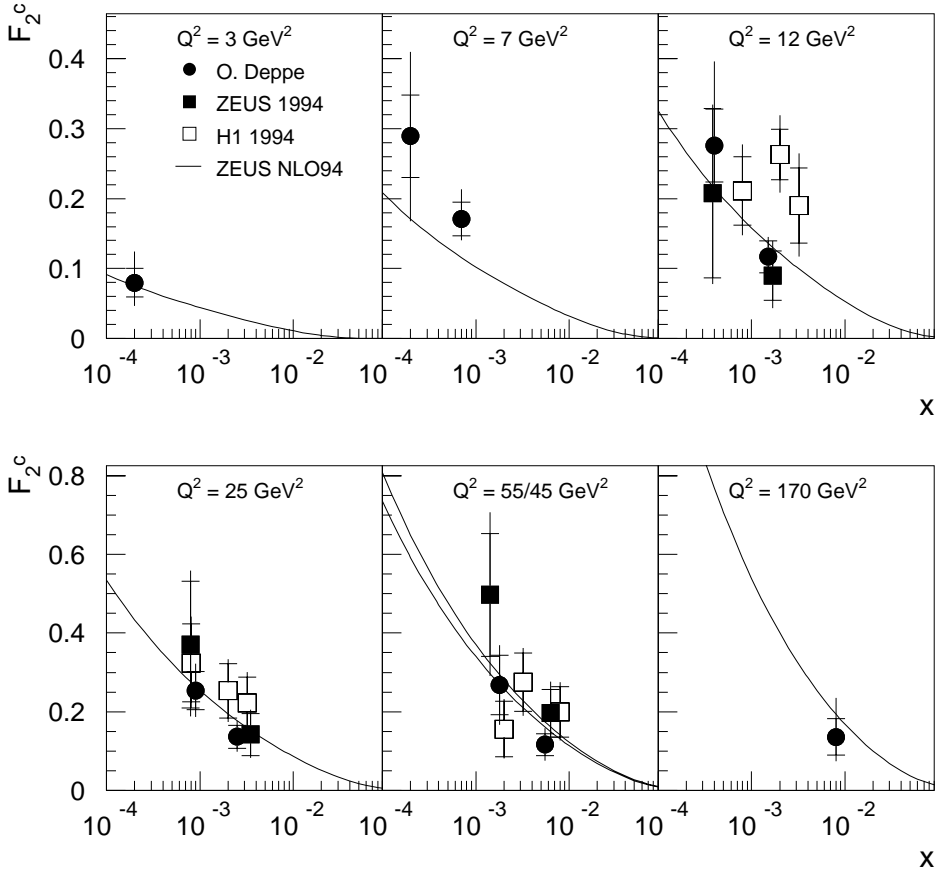 F₂ᶜ
Q² = 3 GeV²
O. Deppe
ZEUS 1994
H1 1994
ZEUS NLO94
Q² = 7 GeV²
Q² = 12 GeV²
0.4
0.3
0.2
0.1
0
10⁻⁴ 10⁻³ 10⁻² 10⁻⁴ 10⁻³ 10⁻² 10⁻⁴ 10⁻³ 10⁻²
x
F₂ᶜ
Q² = 25 GeV²
Q² = 55/45 GeV²
Q² = 170 GeV²
0.8
0.6
0.4
0.2
0
10⁻⁴ 10⁻³ 10⁻² 10⁻⁴ 10⁻³ 10⁻² 10⁻⁴ 10⁻³ 10⁻²
x